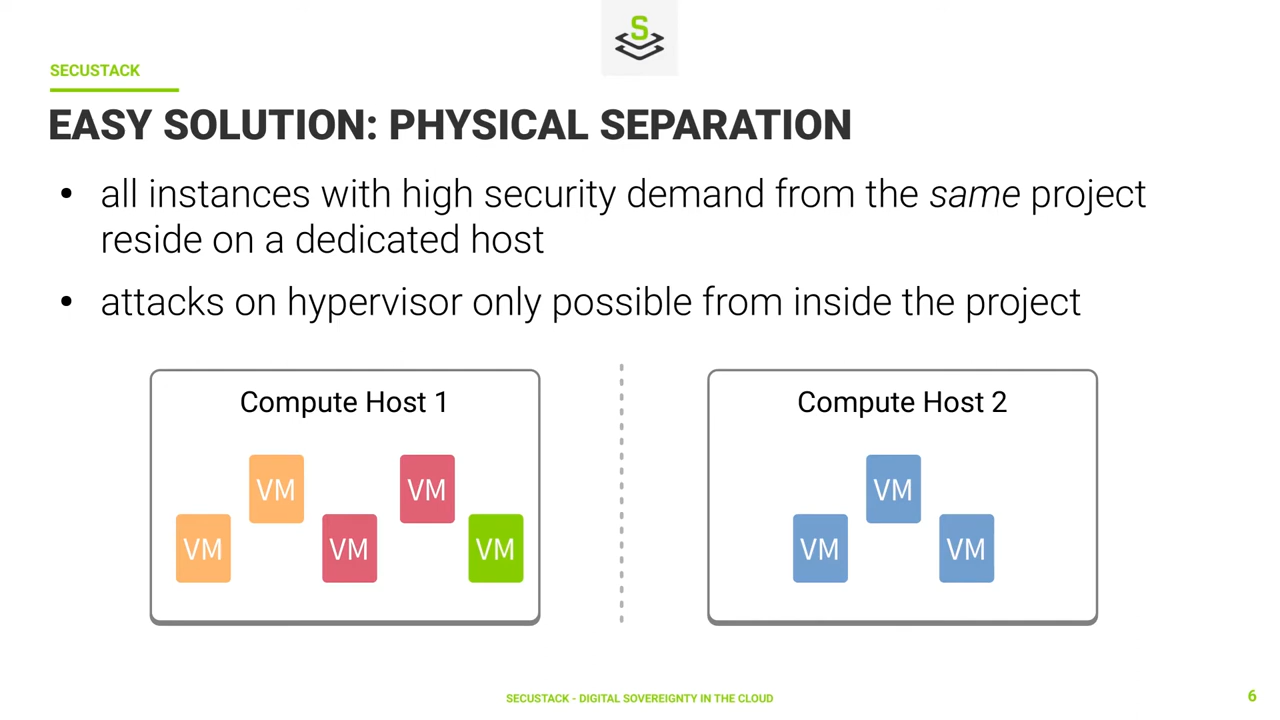 S
SECUSTACK
EASY SOLUTION: PHYSICAL SEPARATION
• all instances with high security demand from the same project
reside on a dedicated host
• attacks on hypervisor only possible from inside the project
Compute Host 1
VM
VM
VM
VM
VM
Compute Host 2
VM
VM
VM
SECUSTACK - DIGITAL SOVEREIGNTY IN THE CLOUD
6